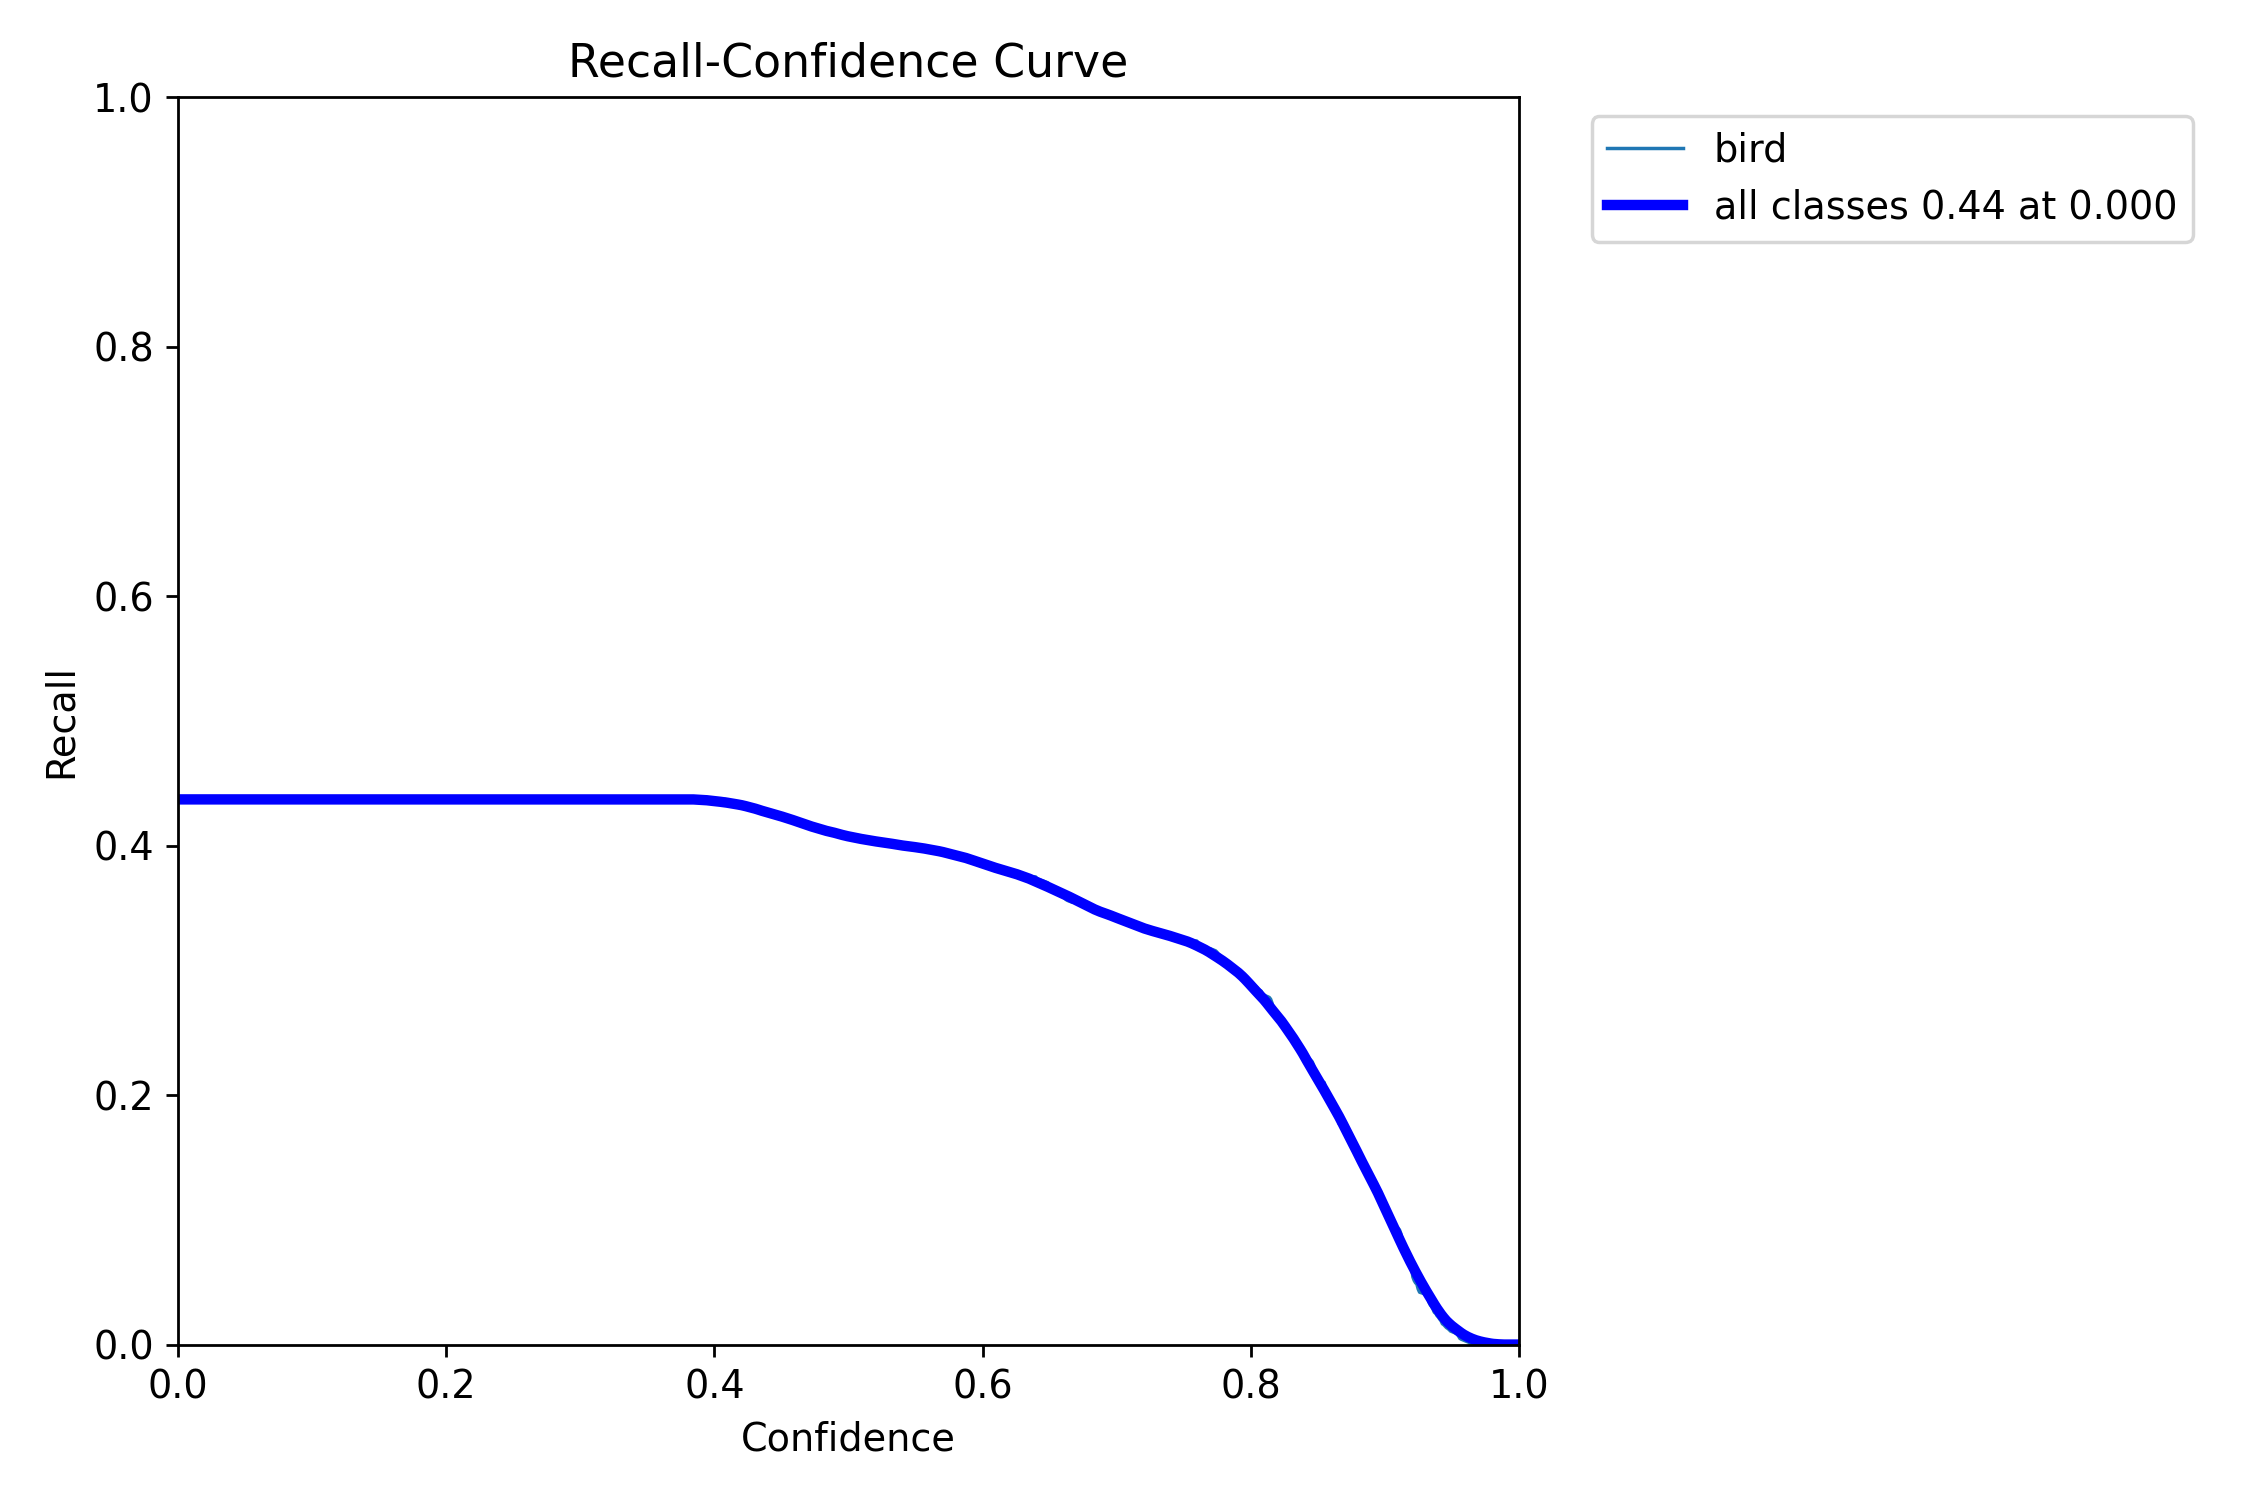 Recall-Confidence Curve
1.0
0.8
0.6
0.4
0.2
0.0
Recall
0.0 0.2 0.4 0.6 0.8 1.0
Confidence
bird
all classes 0.44 at 0.000